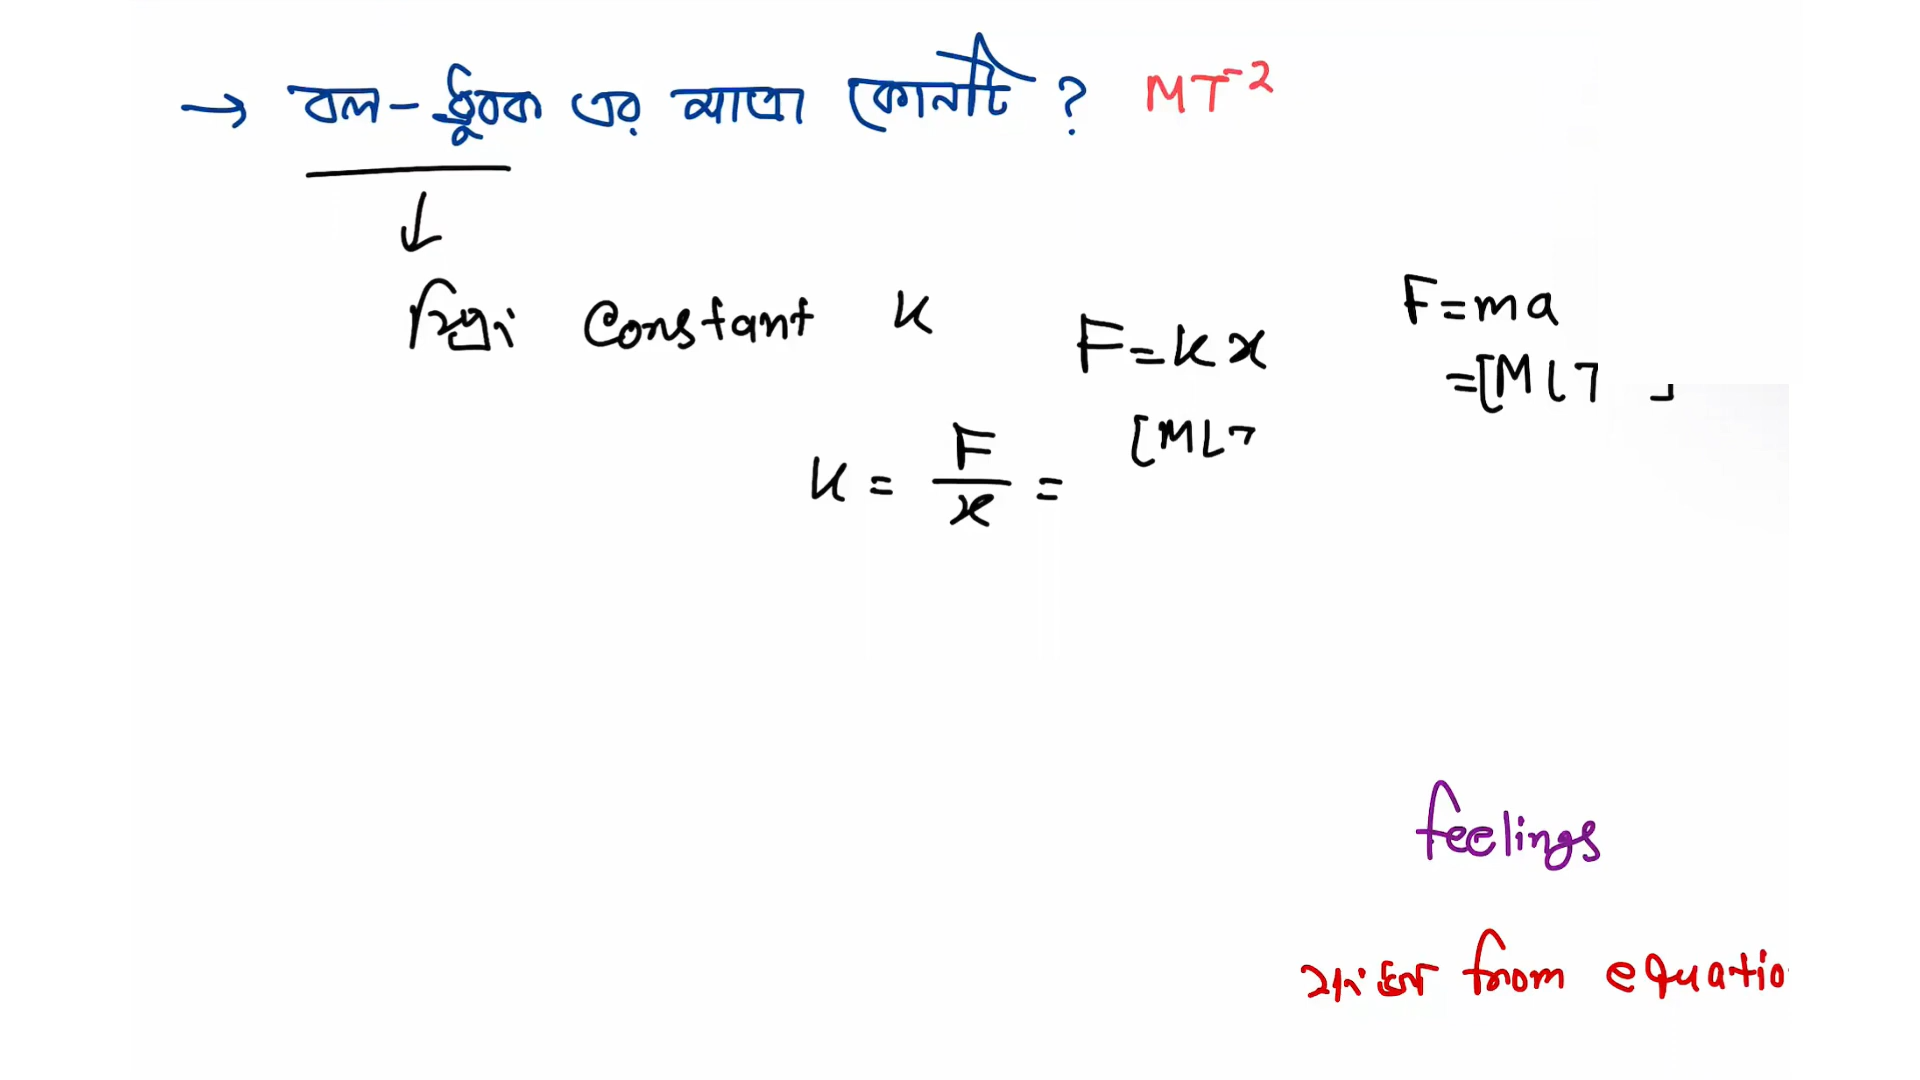 → বল-ধ্রুবক এর মাত্রা কোনটি ? MT⁻²
↓
স্প্রিং Constant K
F=kx
F=ma
=[MLT ]
[MLT
K = F/x =
feelings
from equatio